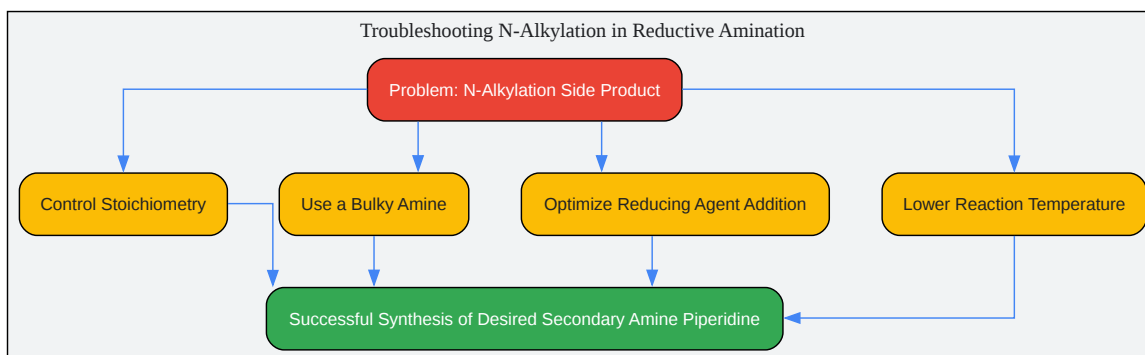 Troubleshooting N-Alkylation in Reductive Amination
Problem: N-Alkylation Side Product
Control Stoichiometry
Use a Bulky Amine
Optimize Reducing Agent Addition
Lower Reaction Temperature
Successful Synthesis of Desired Secondary Amine Piperidine